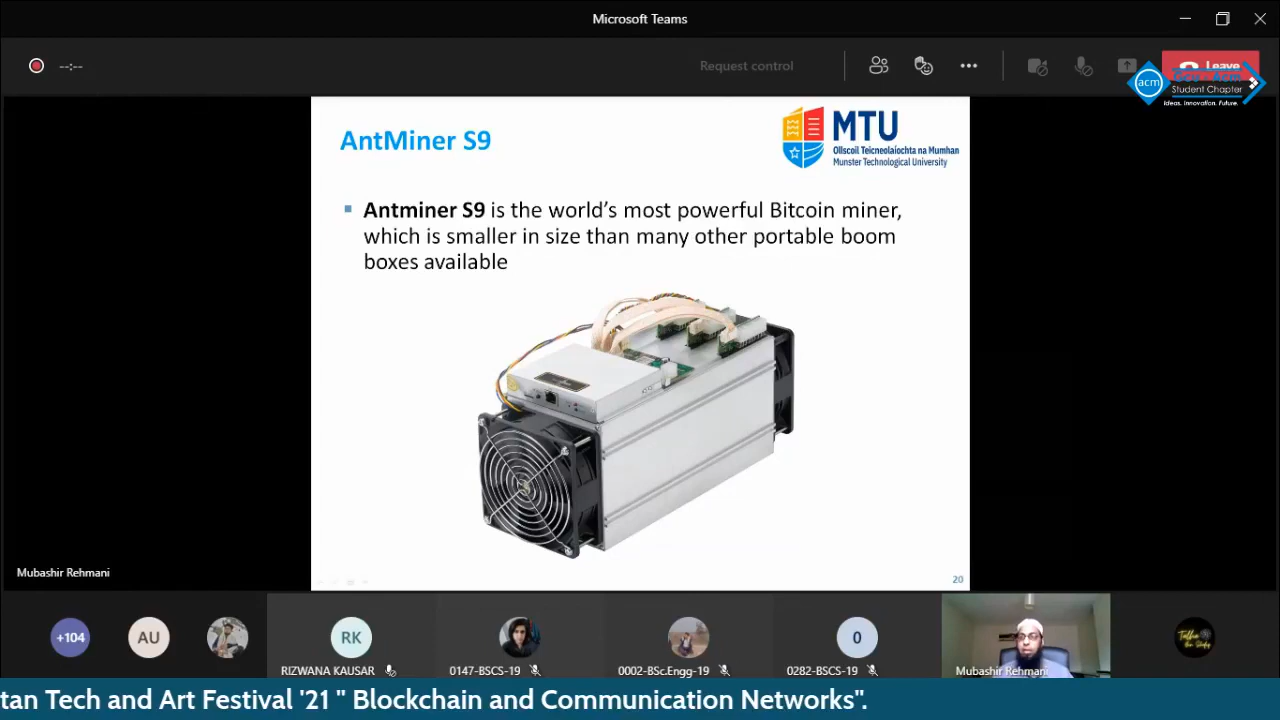 Microsoft Teams
--:--
Request control
Leave
acm
Student Chapter
Ideas. Innovation. Future.
AntMiner S9
MTU
Ollscoil Teicneolaíochta na Mumhan
Munster Technological University
Antminer S9 is the world's most powerful Bitcoin miner,
which is smaller in size than many other portable boom
boxes available
20
Mubashir Rehmani
+104
AU
RK
0
RIZWANA KAUSAR
0147-BSCS-19
0002-BSc.Engg-19
0282-BSCS-19
Mubashir Rehmani
tan Tech and Art Festival '21 " Blockchain and Communication Networks".